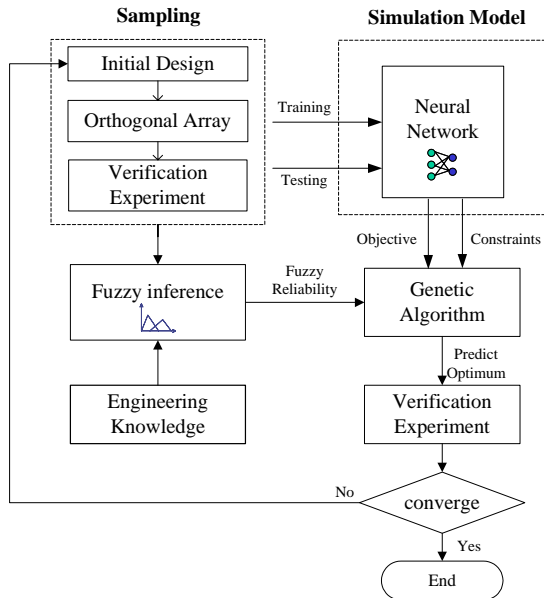 Sampling
Simulation Model
Initial Design
Orthogonal Array
Verification
Experiment
Training
Testing
Neural
Network
Objective
Constraints
Fuzzy inference
Fuzzy
Reliability
Genetic
Algorithm
Predict
Optimum
Engineering
Knowledge
Verification
Experiment
converge
No
Yes
End